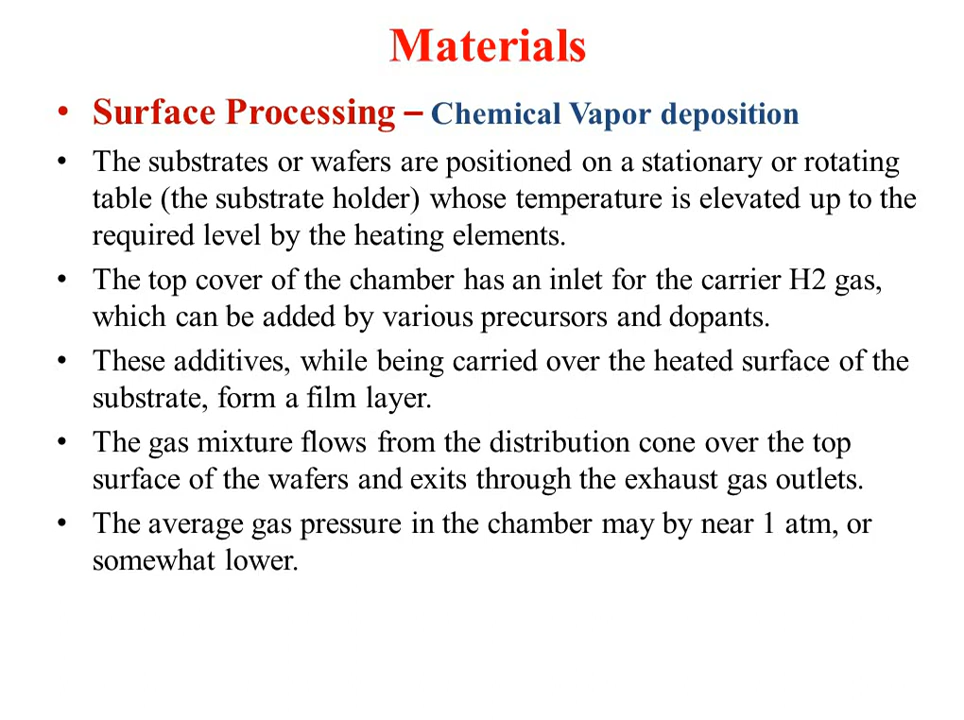 Materials
• Surface Processing – Chemical Vapor deposition
• The substrates or wafers are positioned on a stationary or rotating
table (the substrate holder) whose temperature is elevated up to the
required level by the heating elements.
• The top cover of the chamber has an inlet for the carrier H2 gas,
which can be added by various precursors and dopants.
• These additives, while being carried over the heated surface of the
substrate, form a film layer.
• The gas mixture flows from the distribution cone over the top
surface of the wafers and exits through the exhaust gas outlets.
• The average gas pressure in the chamber may by near 1 atm, or
somewhat lower.